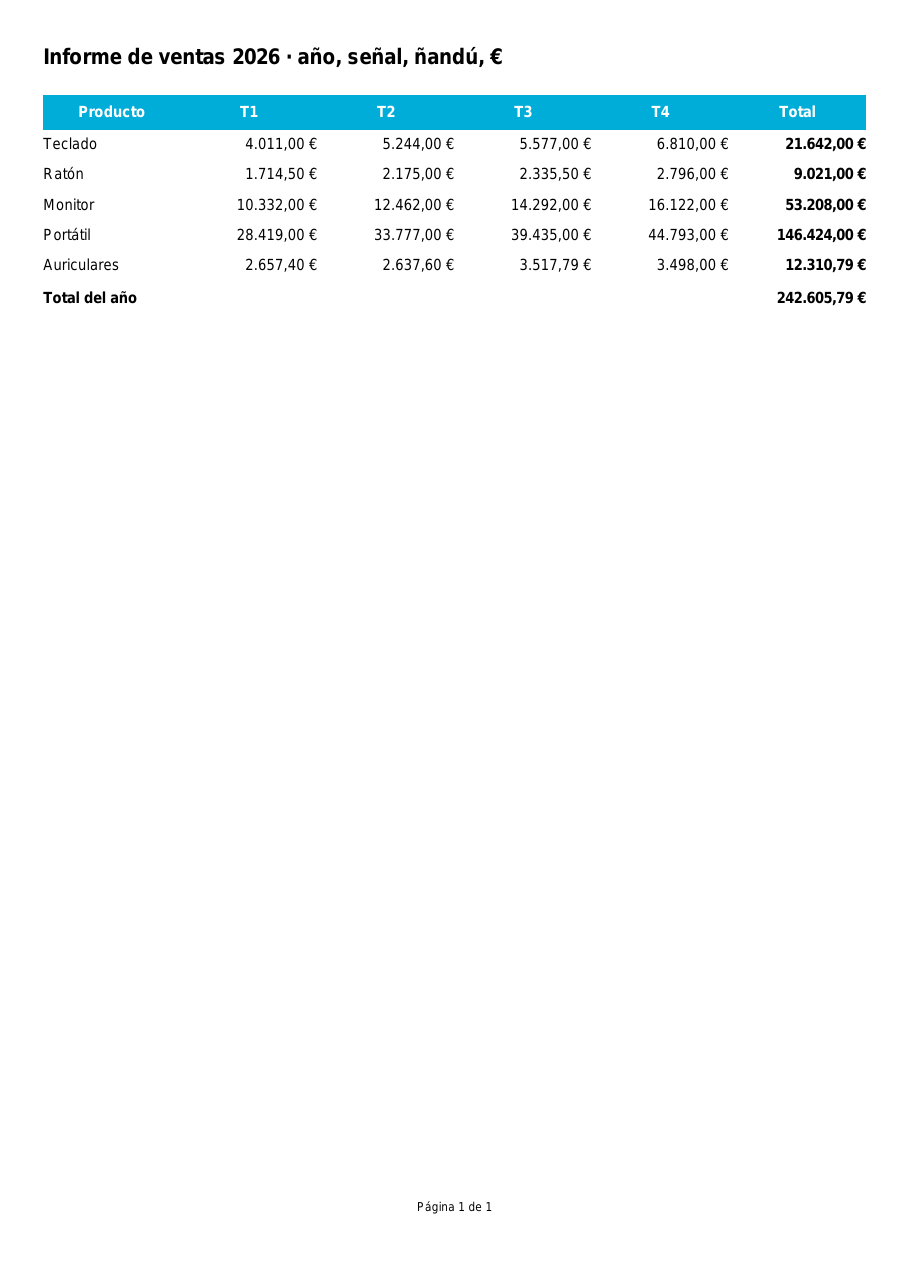 Informe de ventas 2026 · año, señal, ñandú, €
Producto T1 T2 T3 T4 Total
Teclado 4.011,00 € 5.244,00 € 5.577,00 € 6.810,00 € 21.642,00 €
Ratón 1.714,50 € 2.175,00 € 2.335,50 € 2.796,00 € 9.021,00 €
Monitor 10.332,00 € 12.462,00 € 14.292,00 € 16.122,00 € 53.208,00 €
Portátil 28.419,00 € 33.777,00 € 39.435,00 € 44.793,00 € 146.424,00 €
Auriculares 2.657,40 € 2.637,60 € 3.517,79 € 3.498,00 € 12.310,79 €
Total del año 242.605,79 €
Página 1 de 1